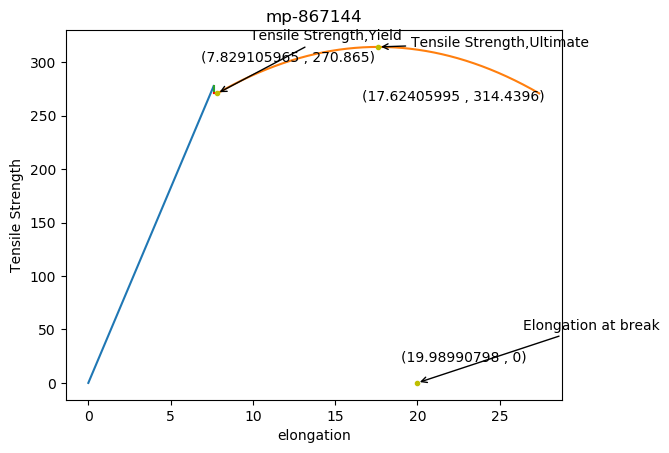 mp-867144
Tensile Strength,Yield
Tensile Strength,Ultimate
(7.829105965 , 270.865)
(17.62405995 , 314.4396)
Elongation at break
(19.98990798 , 0)
Tensile Strength
300
250
200
150
100
50
0
0 5 10 15 20 25
elongation